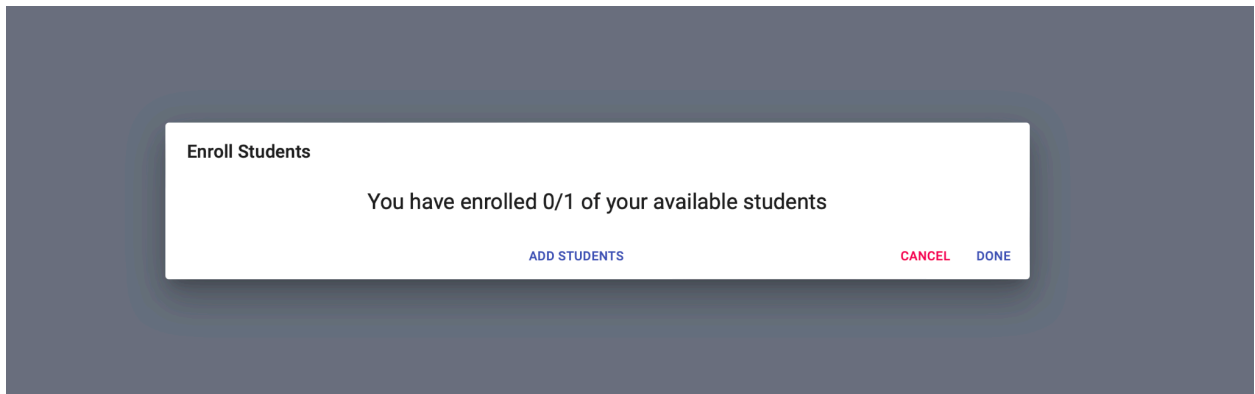 Enroll Students
You have enrolled 0/1 of your available students
ADD STUDENTS CANCEL DONE